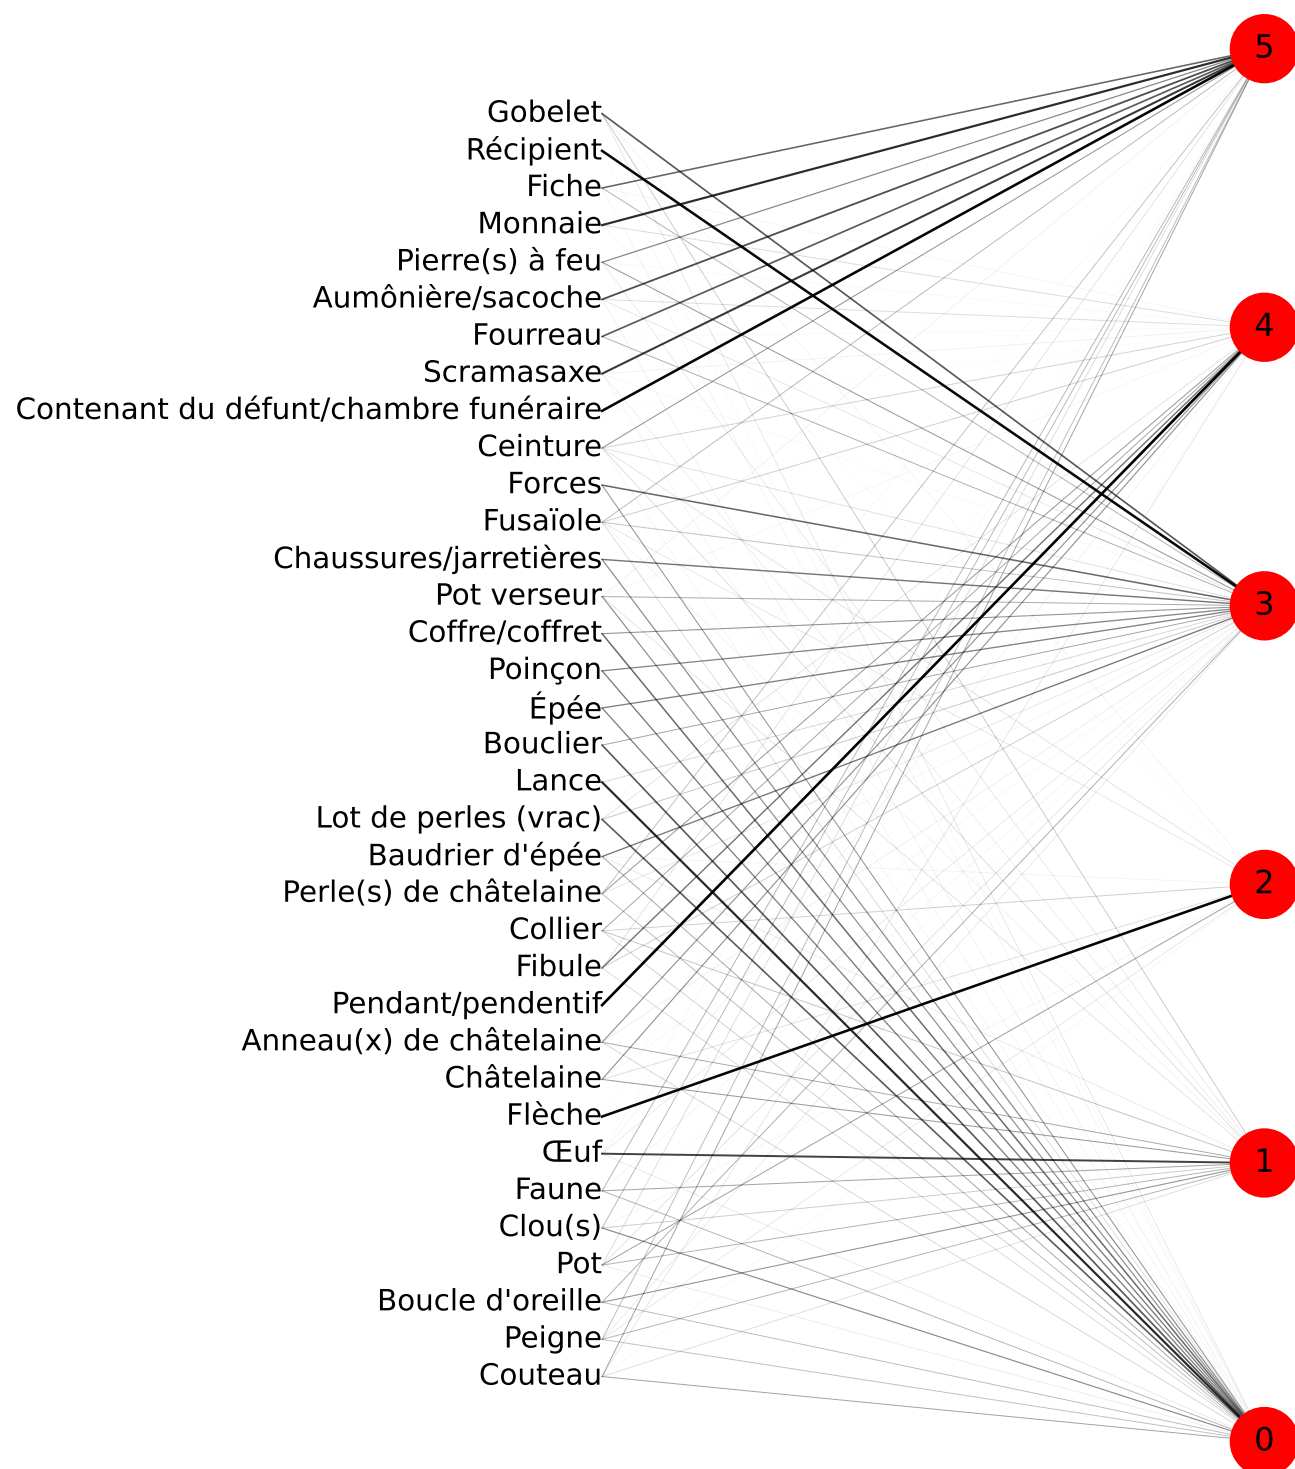 5
Gobelet
Récipient
Fiche
Monnaie
Pierre(s) à feu
Aumônière/sacoche
4
Fourreau
Scramasaxe
Contenant du défunt/chambre funéraire
Ceinture
Forces
Fusaïole
Chaussures/jarretières
Pot verseur
3
Coffre/coffret
Poinçon
Épée
Bouclier
Lance
Lot de perles (vrac)
Baudrier d'épée
2
Perle(s) de châtelaine
Collier
Fibule
Pendant/pendentif
Anneau(x) de châtelaine
Châtelaine
Flèche
Œuf
1
Faune
Clou(s)
Pot
Boucle d'oreille
Peigne
Couteau
0